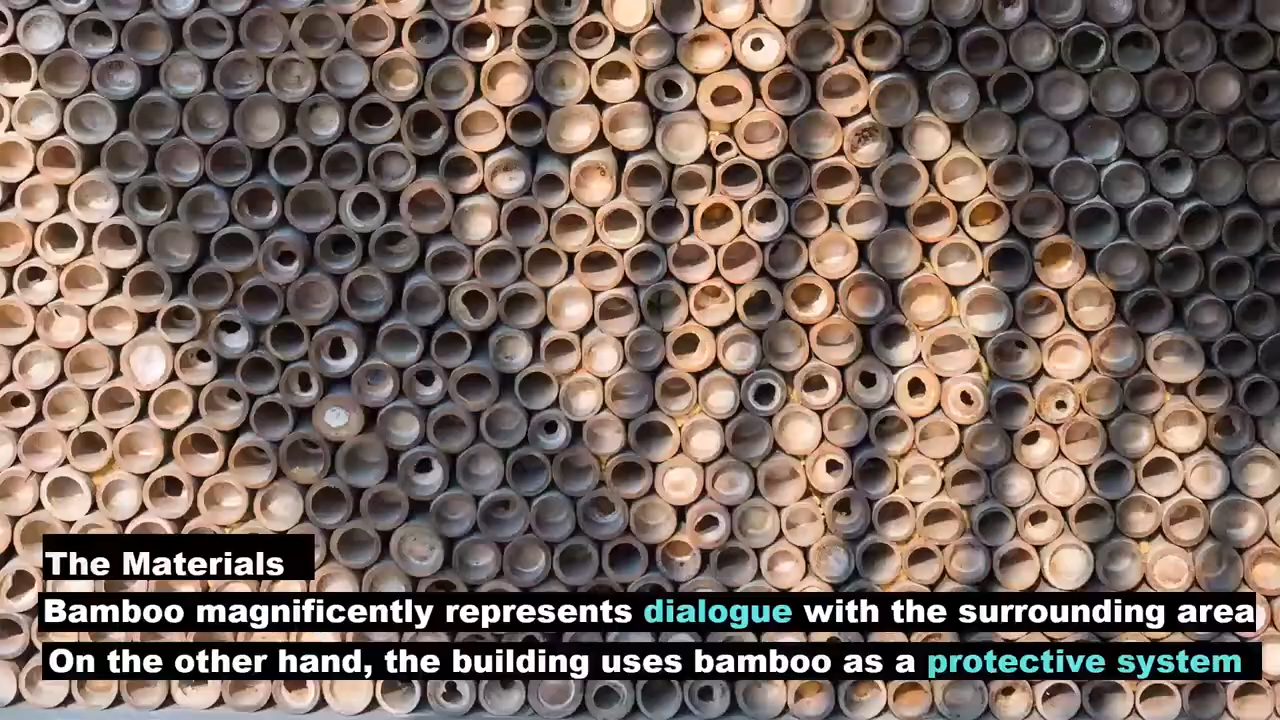 The Materials
Bamboo magnificently represents dialogue with the surrounding area
On the other hand, the building uses bamboo as a protective system